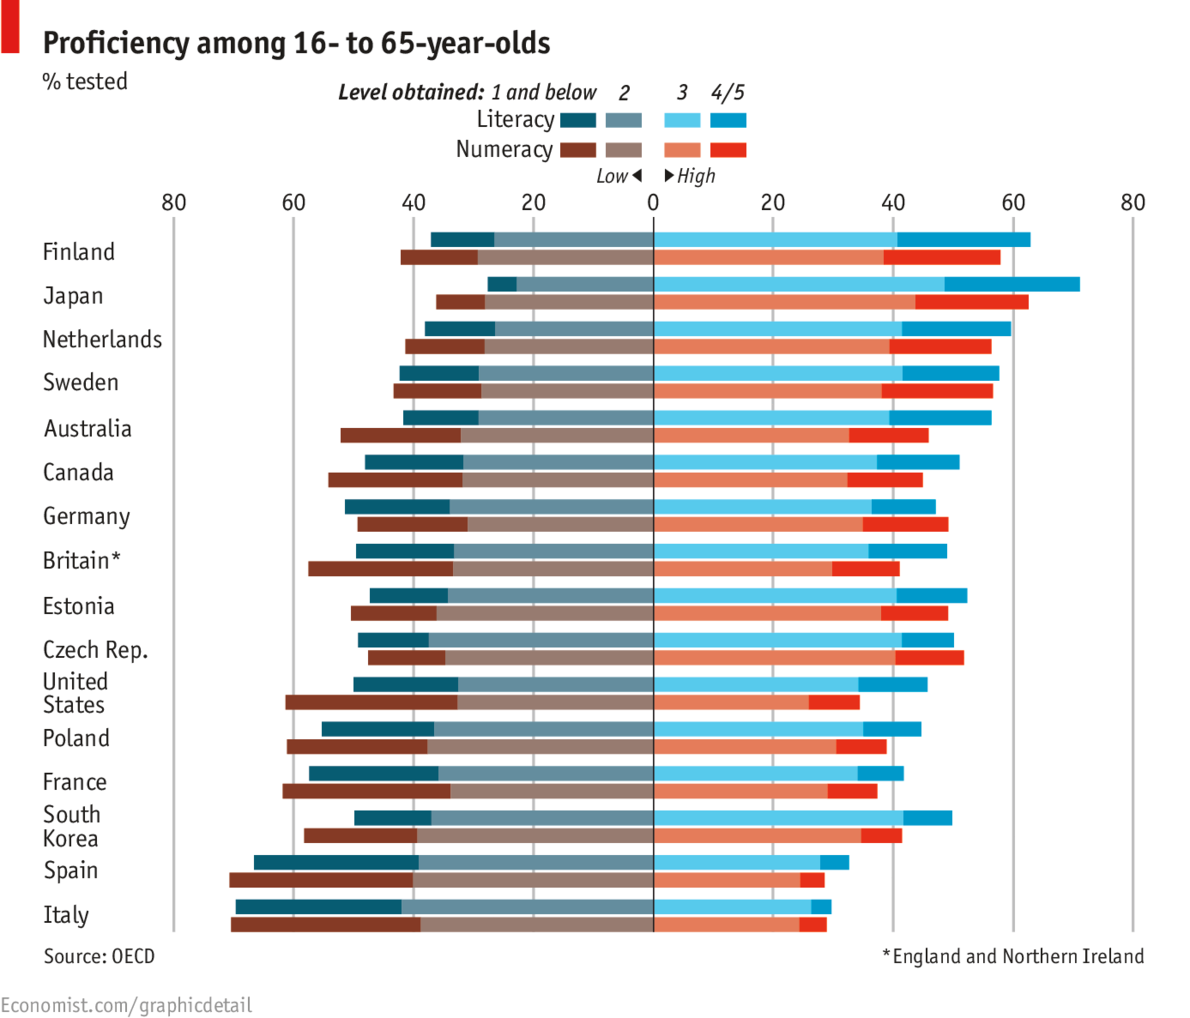 Proficiency among 16- to 65-year-olds
% tested
Level obtained: 1 and below 2 3 4/5
Literacy
Numeracy
Low ◀ ▶ High
80 60 40 20 0 20 40 60 80
Finland
Japan
Netherlands
Sweden
Australia
Canada
Germany
Britain*
Estonia
Czech Rep.
United
States
Poland
France
South
Korea
Spain
Italy
Source: OECD *England and Northern Ireland
Economist.com/graphicdetail